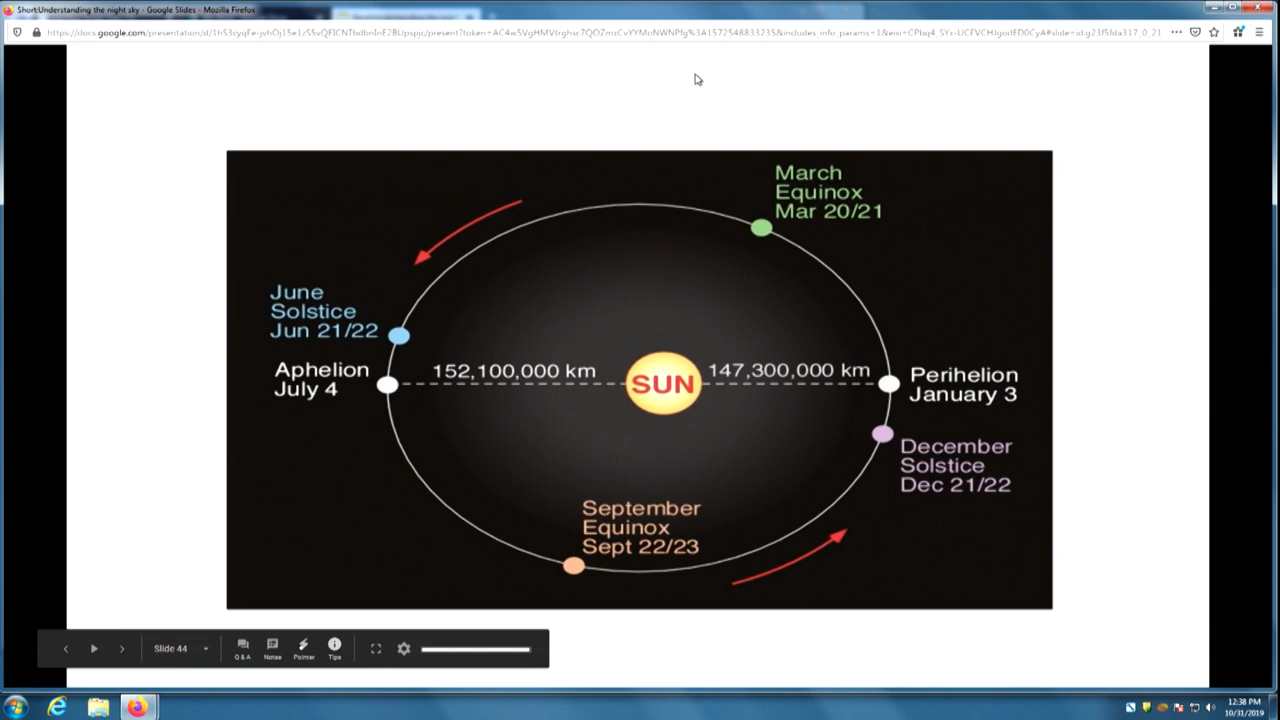 Short:Understanding the night sky - Google Slides - Mozilla Firefox
March
Equinox
Mar 20/21
June
Solstice
Jun 21/22
Aphelion
July 4
152,100,000 km
SUN
147,300,000 km
Perihelion
January 3
December
Solstice
Dec 21/22
September
Equinox
Sept 22/23
Slide 44
Q & A
Notes
Pointer
Tips
12:38 PM
10/31/2019